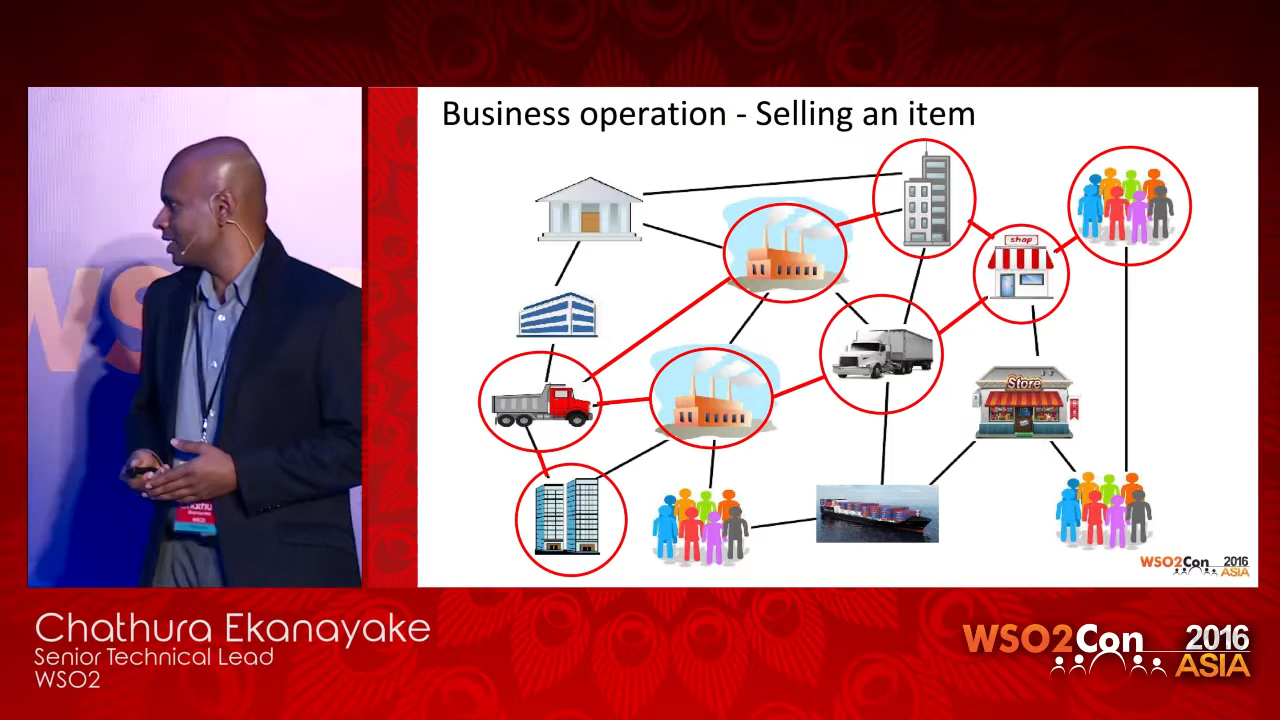 Business operation - Selling an item
shop
Store
WSO2
WSO2Con 2016
ASIA
Chathura Ekanayake
Senior Technical Lead
WSO2
WSO2Con 2016
ASIA